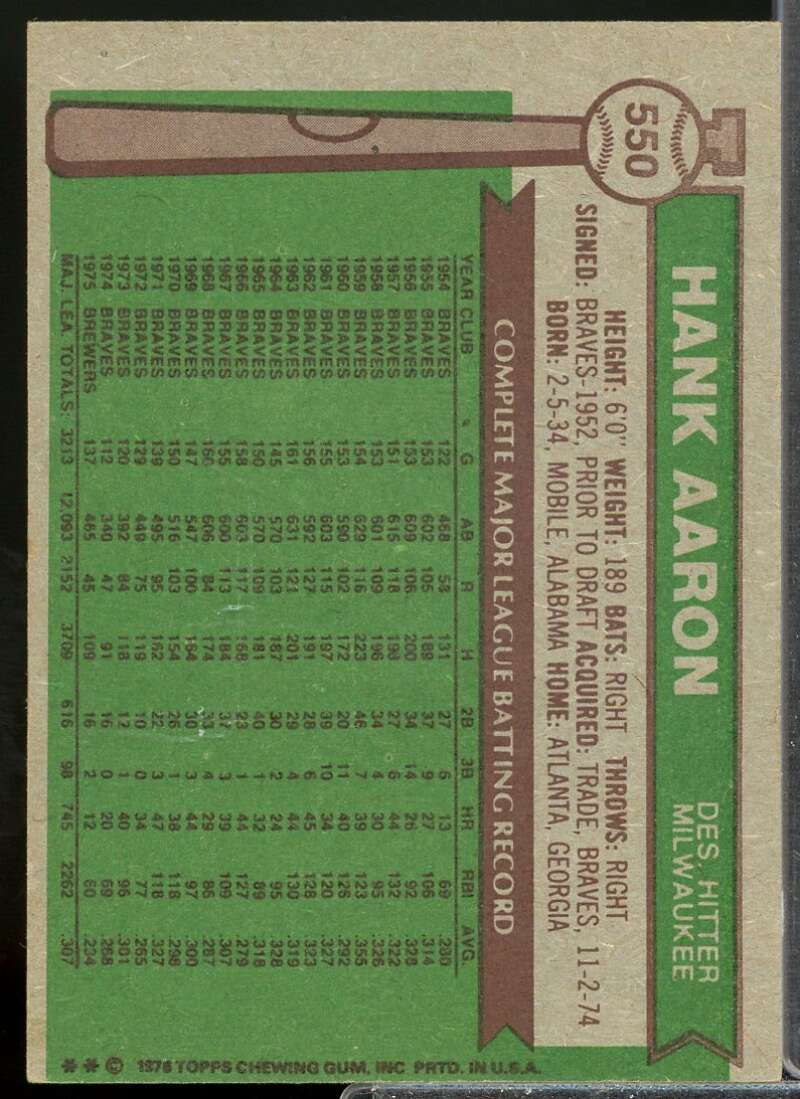 550
HANK AARON
DES. HITTER
MILWAUKEE
HEIGHT: 6'0" WEIGHT: 189 BATS: RIGHT THROWS: RIGHT
SIGNED: BRAVES-1952, PRIOR TO DRAFT ACQUIRED: TRADE, BRAVES, 11-2-74
BORN: 2-5-34, MOBILE, ALABAMA HOME: ATLANTA, GEORGIA
COMPLETE MAJOR LEAGUE BATTING RECORD
YEAR CLUB G AB R H 2B 3B HR RBI AVG.
1954 BRAVES 122 468 58 131 27 6 13 69 .280
1955 BRAVES 153 602 105 189 37 9 27 106 .314
1956 BRAVES 153 609 106 200 34 14 26 92 .328
1957 BRAVES 151 615 118 198 27 6 44 132 .322
1958 BRAVES 153 601 109 196 34 4 30 95 .326
1959 BRAVES 154 629 116 223 46 7 39 123 .355
1960 BRAVES 153 590 102 172 20 11 40 126 .292
1961 BRAVES 155 603 115 197 39 10 34 120 .327
1962 BRAVES 156 592 127 191 28 6 45 128 .323
1963 BRAVES 161 631 121 201 29 4 44 130 .319
1964 BRAVES 145 570 103 187 30 2 24 95 .328
1965 BRAVES 150 570 109 181 40 1 32 89 .318
1966 BRAVES 158 603 117 168 23 1 44 127 .279
1967 BRAVES 155 600 113 184 37 3 39 109 .307
1968 BRAVES 160 606 84 174 33 4 29 86 .287
1969 BRAVES 147 547 100 164 30 3 44 97 .300
1970 BRAVES 150 516 103 154 26 1 38 118 .298
1971 BRAVES 139 495 95 162 22 3 47 118 .327
1972 BRAVES 129 449 75 119 10 0 34 77 .265
1973 BRAVES 120 392 84 118 12 1 40 96 .301
1974 BRAVES 112 340 47 91 16 0 20 69 .268
1975 BREWERS 137 465 45 109 16 2 12 60 .234
MAJ. LEA. TOTALS: 3213 12,093 2152 3709 616 98 745 2262 .307
* * © 1976 TOPPS CHEWING GUM, INC PRTD. IN U.S.A.